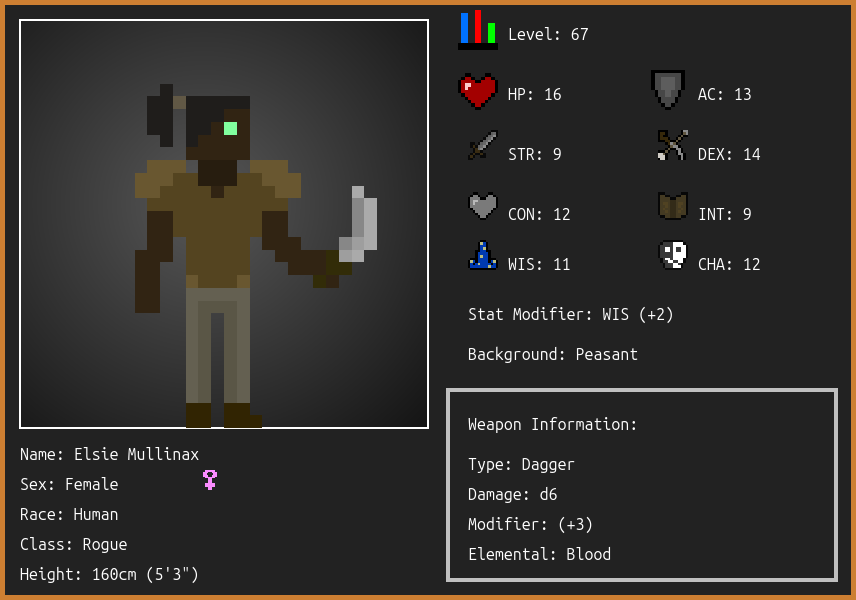 Level: 67
HP: 16
AC: 13
STR: 9
DEX: 14
CON: 12
INT: 9
WIS: 11
CHA: 12
Stat Modifier: WIS (+2)
Background: Peasant
Weapon Information:
Type: Dagger
Damage: d6
Modifier: (+3)
Elemental: Blood
Name: Elsie Mullinax
Sex: Female
Race: Human
Class: Rogue
Height: 160cm (5'3")